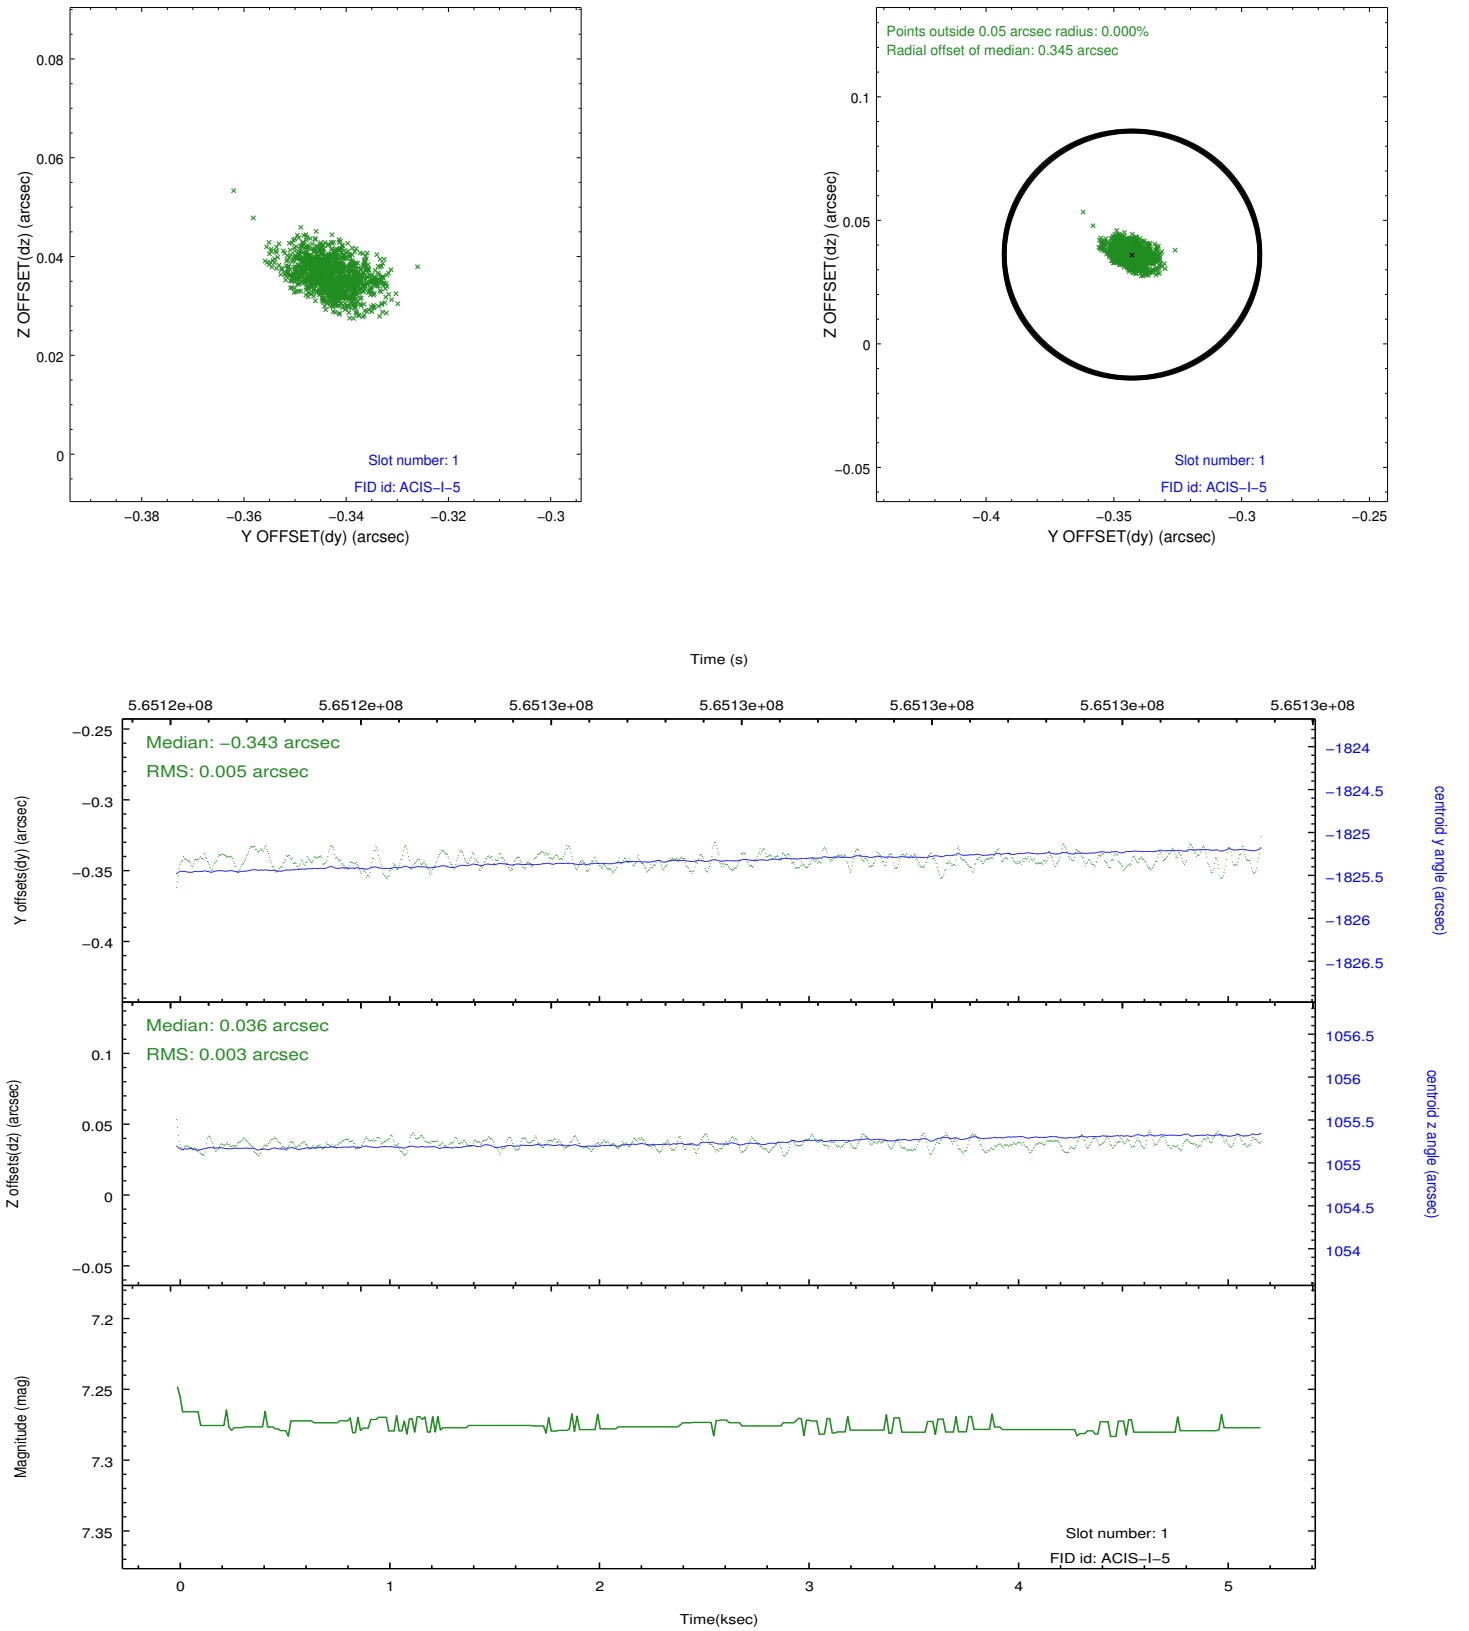 0.08
0.06
0.04
0.02
0
Z OFFSET(dz) (arcsec)
Slot number: 1
FID id: ACIS−I−5
−0.38
−0.36
−0.34
−0.32
−0.3
Y OFFSET(dy) (arcsec)
Points outside 0.05 arcsec radius: 0.000%
Radial offset of median: 0.345 arcsec
0.1
0.05
0
−0.05
Z OFFSET(dz) (arcsec)
Slot number: 1
FID id: ACIS−I−5
−0.4
−0.35
−0.3
−0.25
Y OFFSET(dy) (arcsec)
Time (s)
5.6512e+08
5.6512e+08
5.6513e+08
5.6513e+08
5.6513e+08
5.6513e+08
5.6513e+08
−0.25
−0.3
−0.35
−0.4
Y offsets(dy) (arcsec)
Median: −0.343 arcsec
RMS: 0.005 arcsec
−1824
−1824.5
−1825
−1825.5
−1826
−1826.5
centroid y angle (arcsec)
0.1
0.05
0
−0.05
Z offsets(dz) (arcsec)
Median: 0.036 arcsec
RMS: 0.003 arcsec
1056.5
1056
1055.5
1055
1054.5
1054
centroid z angle (arcsec)
7.2
7.25
7.3
7.35
Magnitude (mag)
Slot number: 1
FID id: ACIS−I−5
0
1
2
3
4
5
Time(ksec)